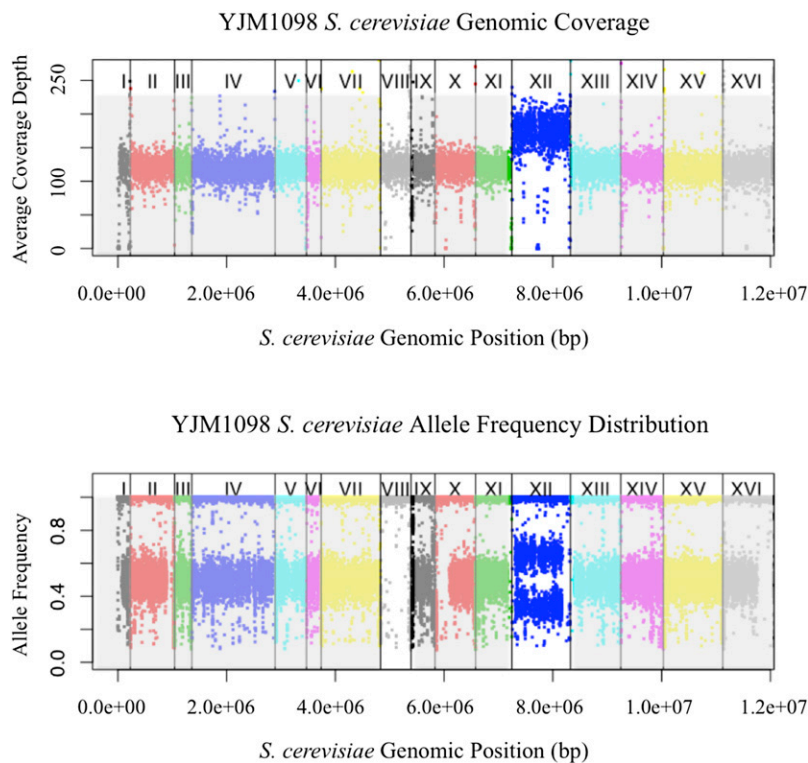 YJM1098 S. cerevisiae Genomic Coverage
I II III IV V VI VII VIII IX X XI XII XIII XIV XV XVI
250
100
0
Average Coverage Depth
0.0e+00 2.0e+06 4.0e+06 6.0e+06 8.0e+06 1.0e+07 1.2e+07
S. cerevisiae Genomic Position (bp)
YJM1098 S. cerevisiae Allele Frequency Distribution
I II III IV V VI VII VIII IX X XI XII XIII XIV XV XVI
0.8
0.4
0.0
Allele Frequency
0.0e+00 2.0e+06 4.0e+06 6.0e+06 8.0e+06 1.0e+07 1.2e+07
S. cerevisiae Genomic Position (bp)